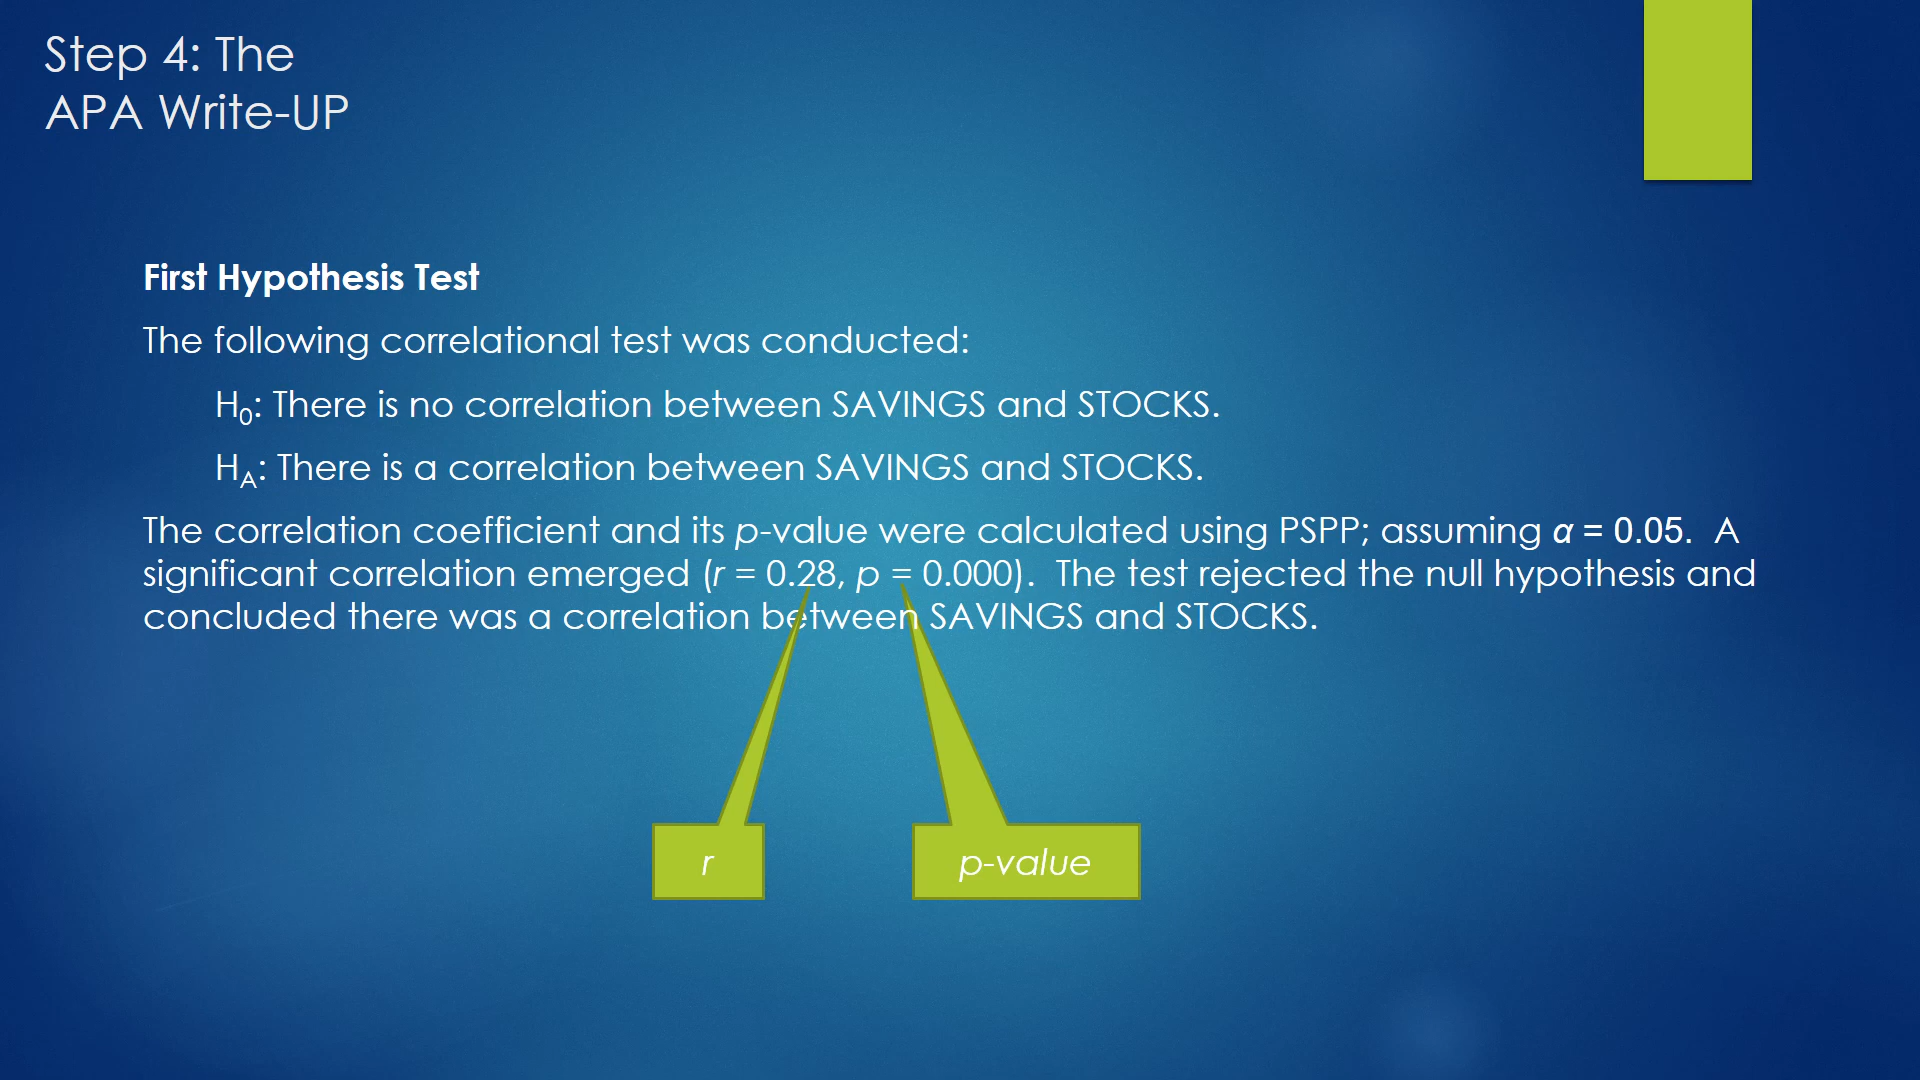 Step 4: The
APA Write-UP
First Hypothesis Test
The following correlational test was conducted:
H₀: There is no correlation between SAVINGS and STOCKS.
H_A: There is a correlation between SAVINGS and STOCKS.
The correlation coefficient and its p-value were calculated using PSPP; assuming α = 0.05.  A
significant correlation emerged (r = 0.28, p = 0.000).  The test rejected the null hypothesis and
concluded there was a correlation between SAVINGS and STOCKS.
r
p-value